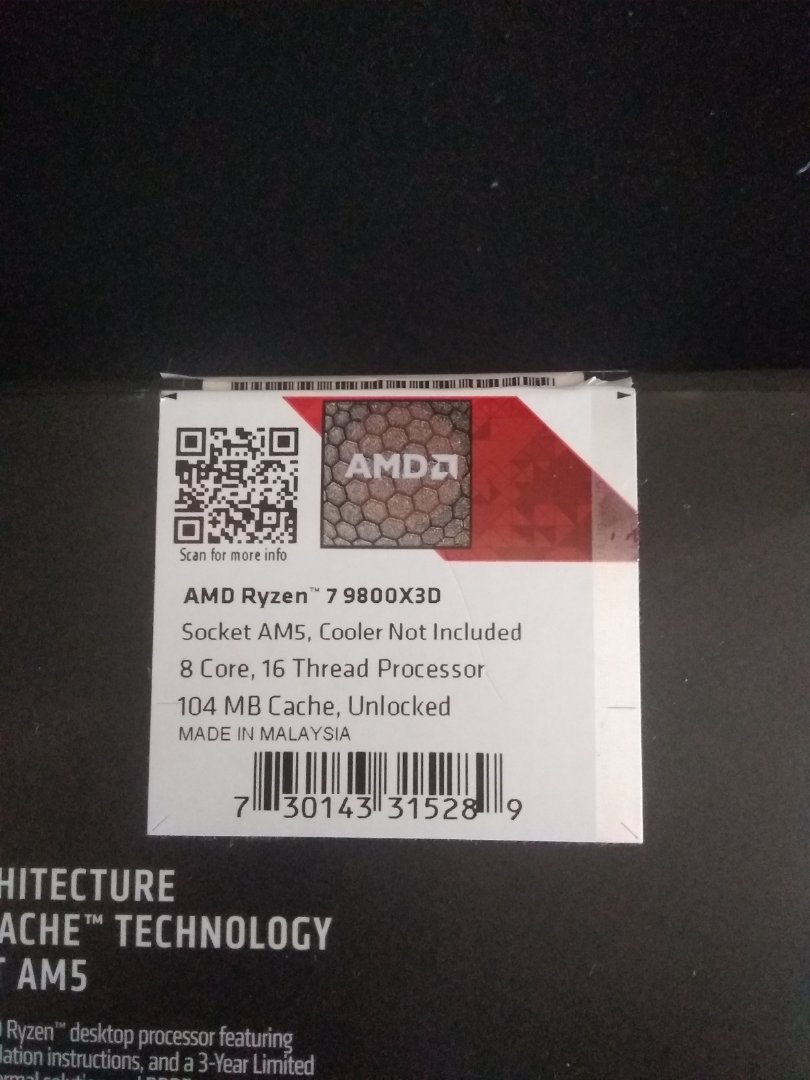 AMD
Scan for more info
AMD Ryzen™ 7 9800X3D
Socket AM5, Cooler Not Included
8 Core, 16 Thread Processor
104 MB Cache, Unlocked
MADE IN MALAYSIA
7 30143 31528 9
HITECTURE
ACHE™ TECHNOLOGY
T AM5
Ryzen™ desktop processor featuring
lation instructions, and a 3-Year Limited